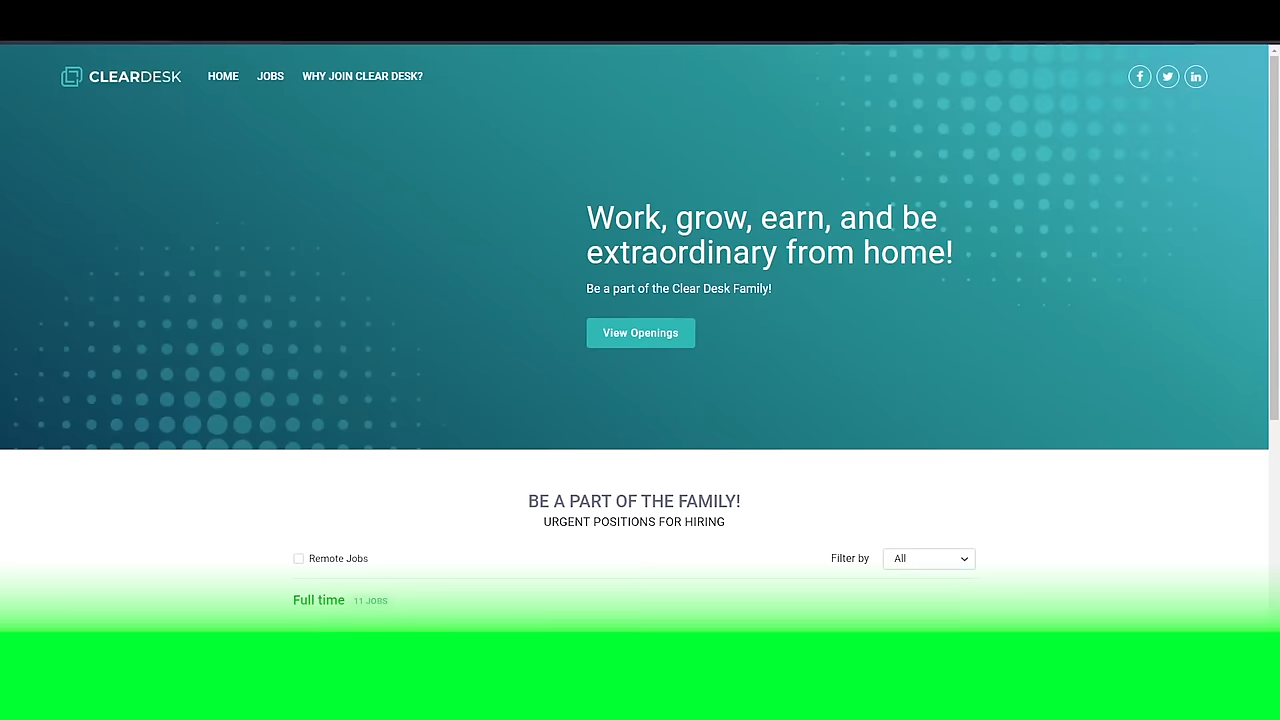 CLEARDESK HOME JOBS WHY JOIN CLEAR DESK?
Work, grow, earn, and be
extraordinary from home!
Be a part of the Clear Desk Family!
View Openings
BE A PART OF THE FAMILY!
URGENT POSITIONS FOR HIRING
Remote Jobs Filter by All
Full time 11 JOBS